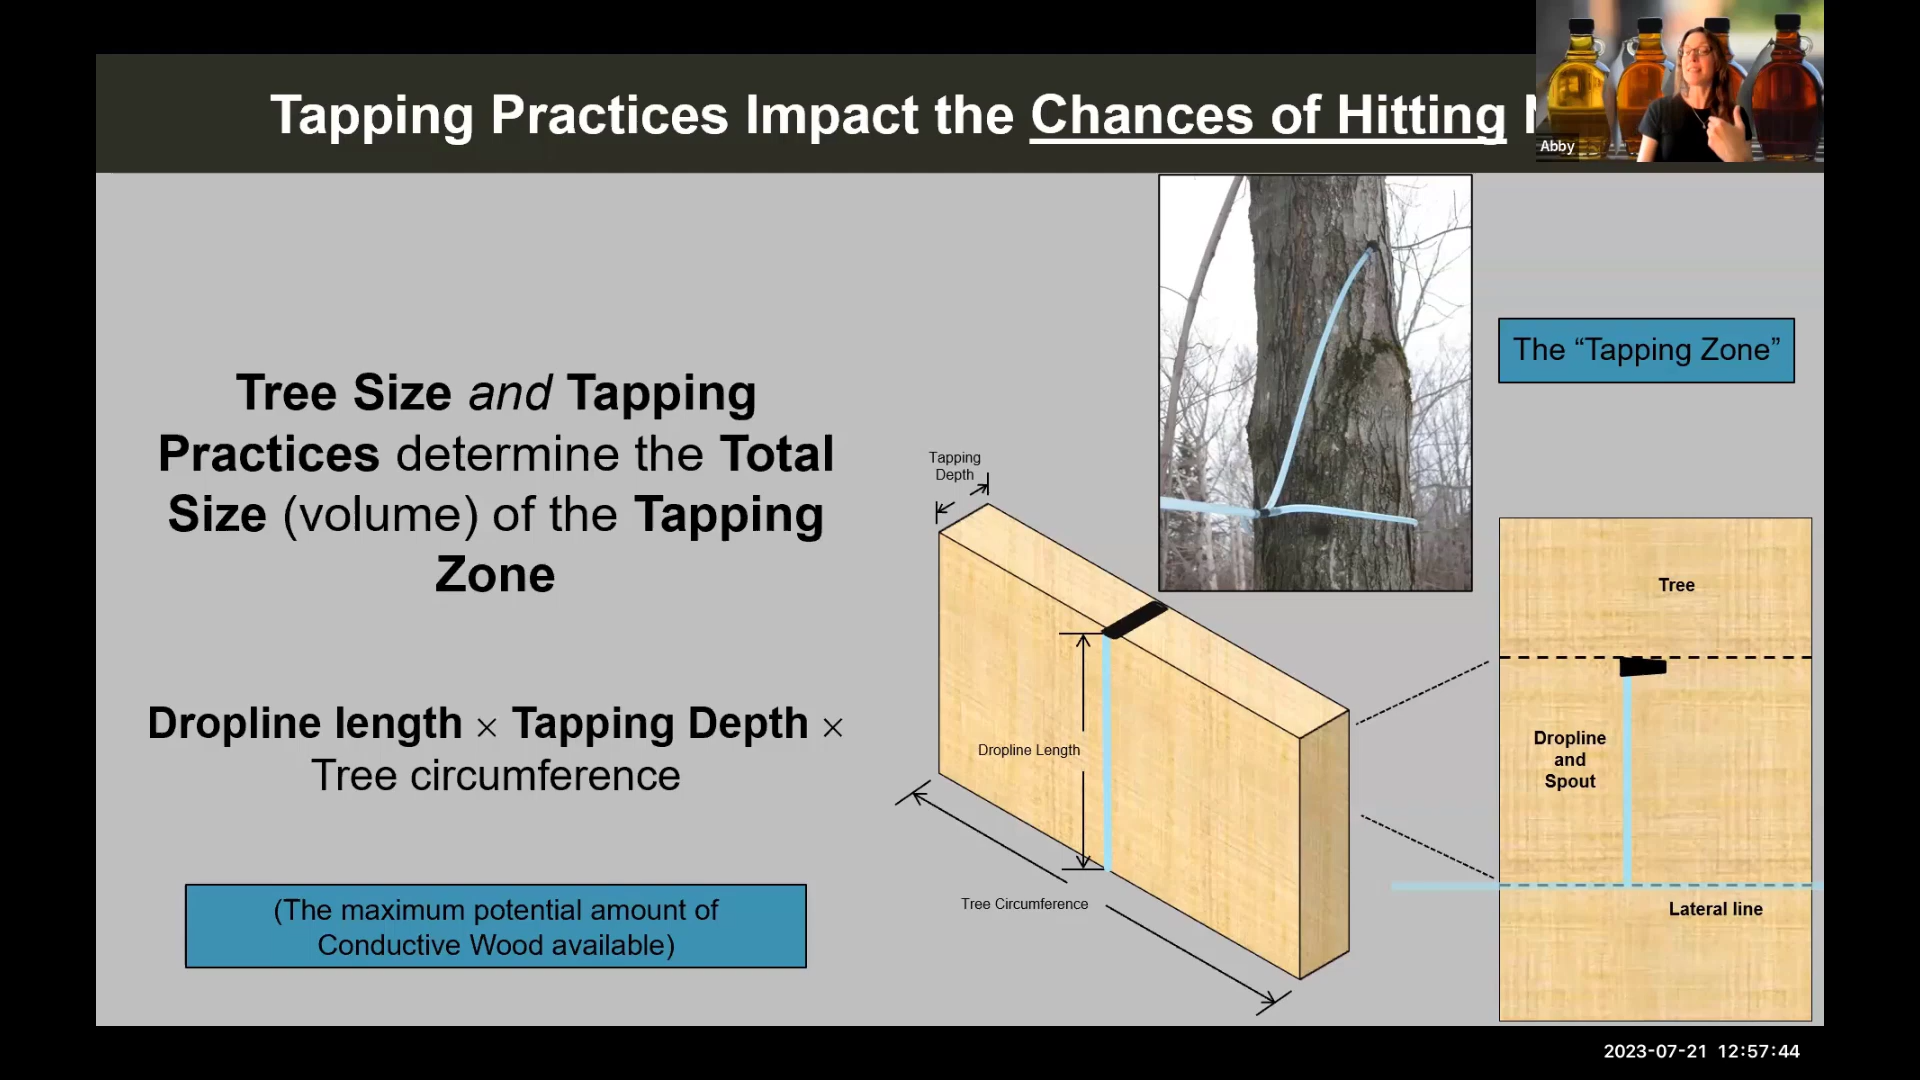 Tapping Practices Impact the Chances of Hitting
Abby
The “Tapping Zone”
Tree Size and Tapping
Practices determine the Total
Size (volume) of the Tapping
Zone
Dropline length × Tapping Depth ×
Tree circumference
(The maximum potential amount of
Conductive Wood available)
Tapping
Depth
Dropline Length
Tree Circumference
Tree
Dropline
and
Spout
Lateral line
2023-07-21 12:57:44